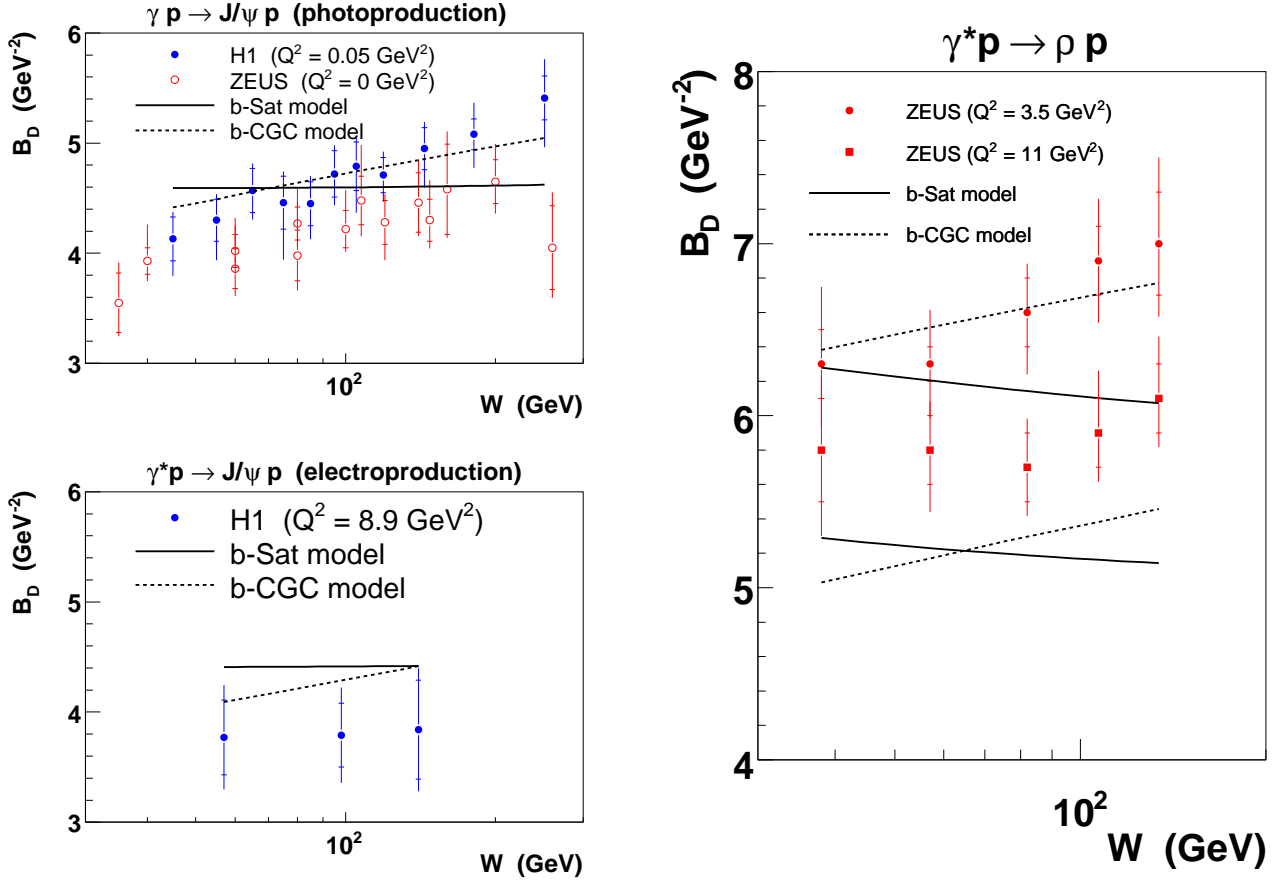 γ p → J/ψ p (photoproduction)
B_D (GeV^-2)
6
5
4
3
H1 (Q^2 = 0.05 GeV^2)
ZEUS (Q^2 = 0 GeV^2)
b-Sat model
b-CGC model
10^2
W (GeV)
γ*p → J/ψ p (electroproduction)
B_D (GeV^-2)
6
5
4
3
H1 (Q^2 = 8.9 GeV^2)
b-Sat model
b-CGC model
10^2
W (GeV)
γ*p → ρ p
B_D (GeV^-2)
8
7
6
5
4
ZEUS (Q^2 = 3.5 GeV^2)
ZEUS (Q^2 = 11 GeV^2)
b-Sat model
b-CGC model
10^2
W (GeV)